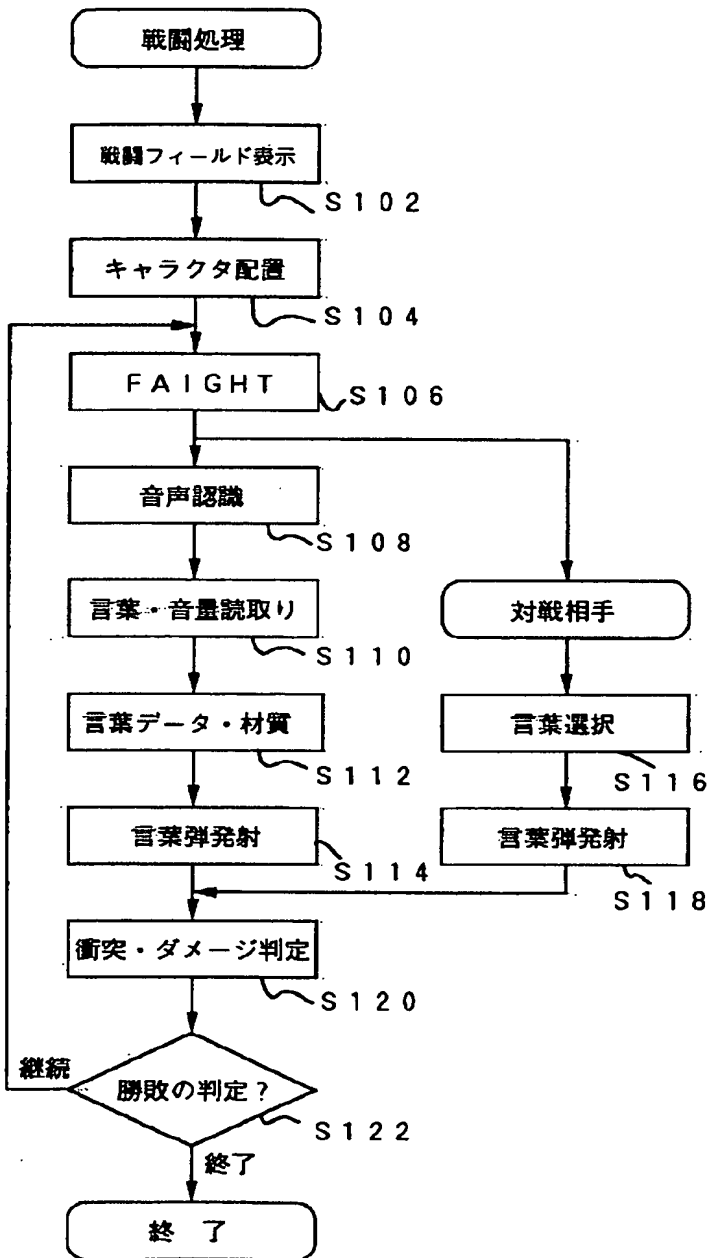 戦闘処理
戦闘フィールド表示
S102
キャラクタ配置
S104
FAIGHT
S106
音声認識
S108
言葉・音量読取り
S110
対戦相手
言葉データ・材質
S112
言葉選択
S116
言葉弾発射
S114
言葉弾発射
S118
衝突・ダメージ判定
S120
継続
勝敗の判定?
S122
終了
終 了